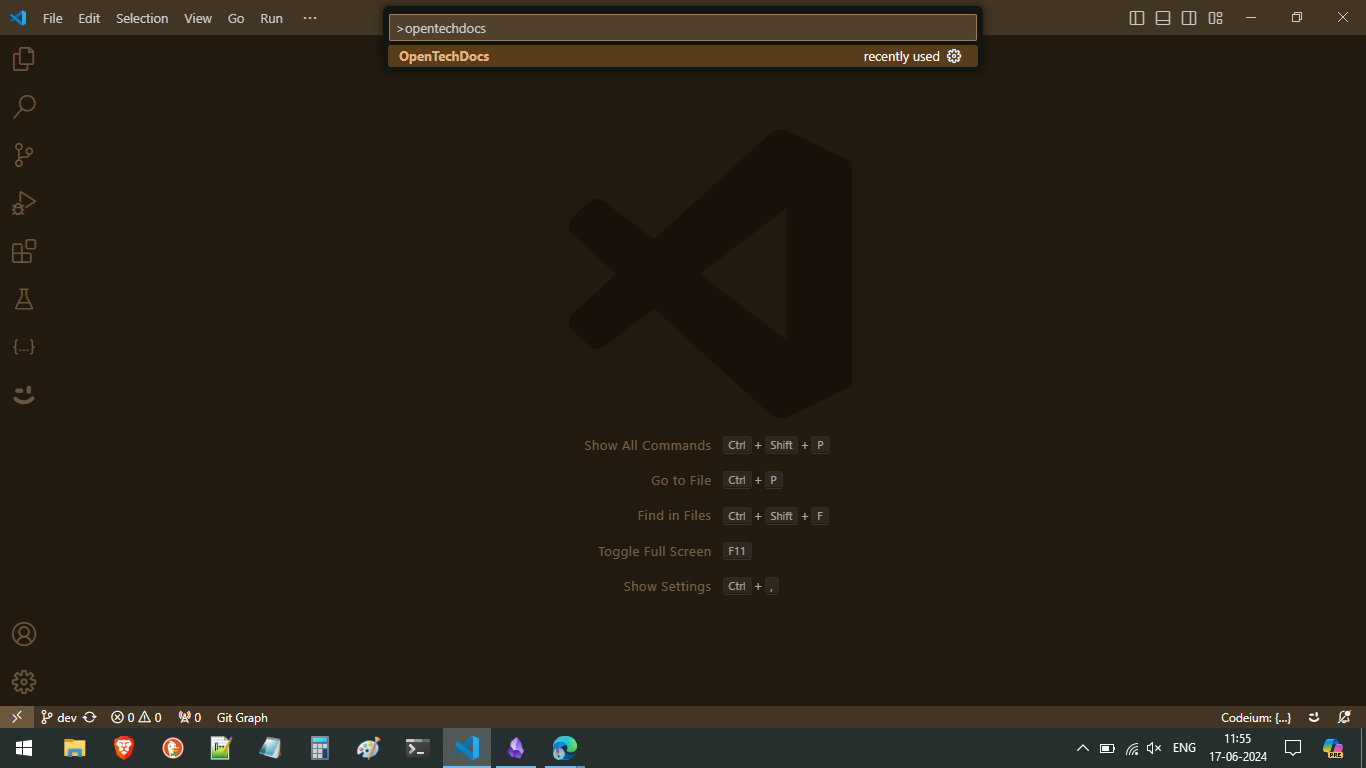 File Edit Selection View Go Run ···
>opentechdocs
OpenTechDocs recently used
{...}
Show All Commands Ctrl + Shift + P
Go to File Ctrl + P
Find in Files Ctrl + Shift + F
Toggle Full Screen F11
Show Settings Ctrl + ,
dev 0 0 0 Git Graph Codeium: {...}
ENG 11:55
17-06-2024
PRE